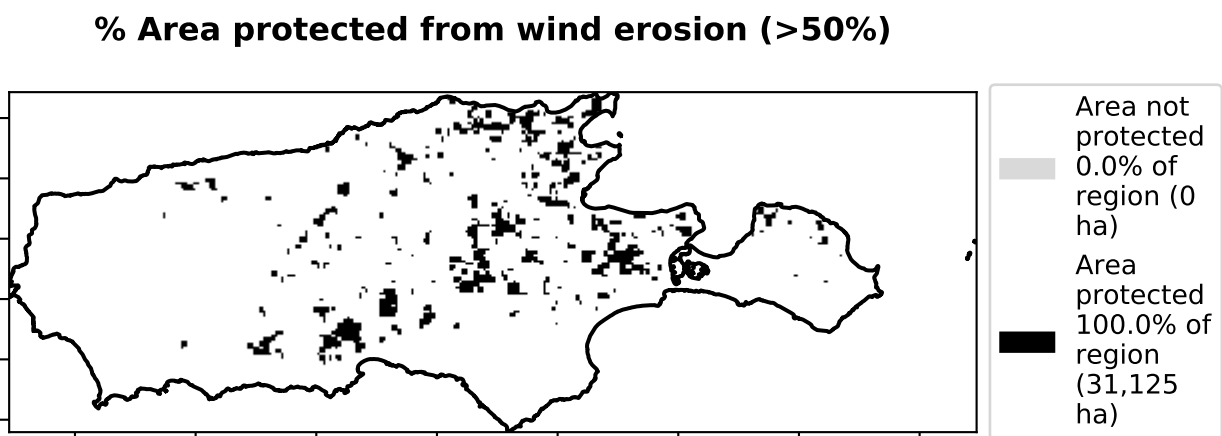 % Area protected from wind erosion (>50%)
Area not
protected
0.0% of
region (0
ha)
Area
protected
100.0% of
region
(31,125
ha)